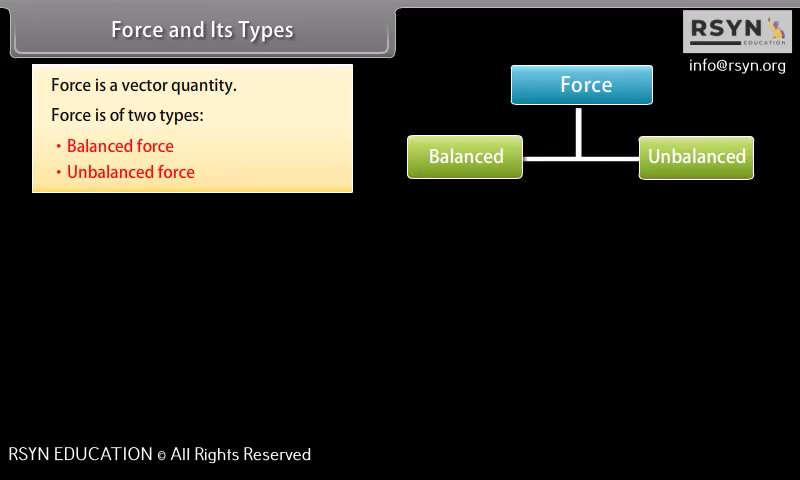 Force and Its Types
RSYN
EDUCATION
info@rsyn.org
Force is a vector quantity.
Force is of two types:
• Balanced force
• Unbalanced force
Force
Balanced
Unbalanced
RSYN EDUCATION © All Rights Reserved